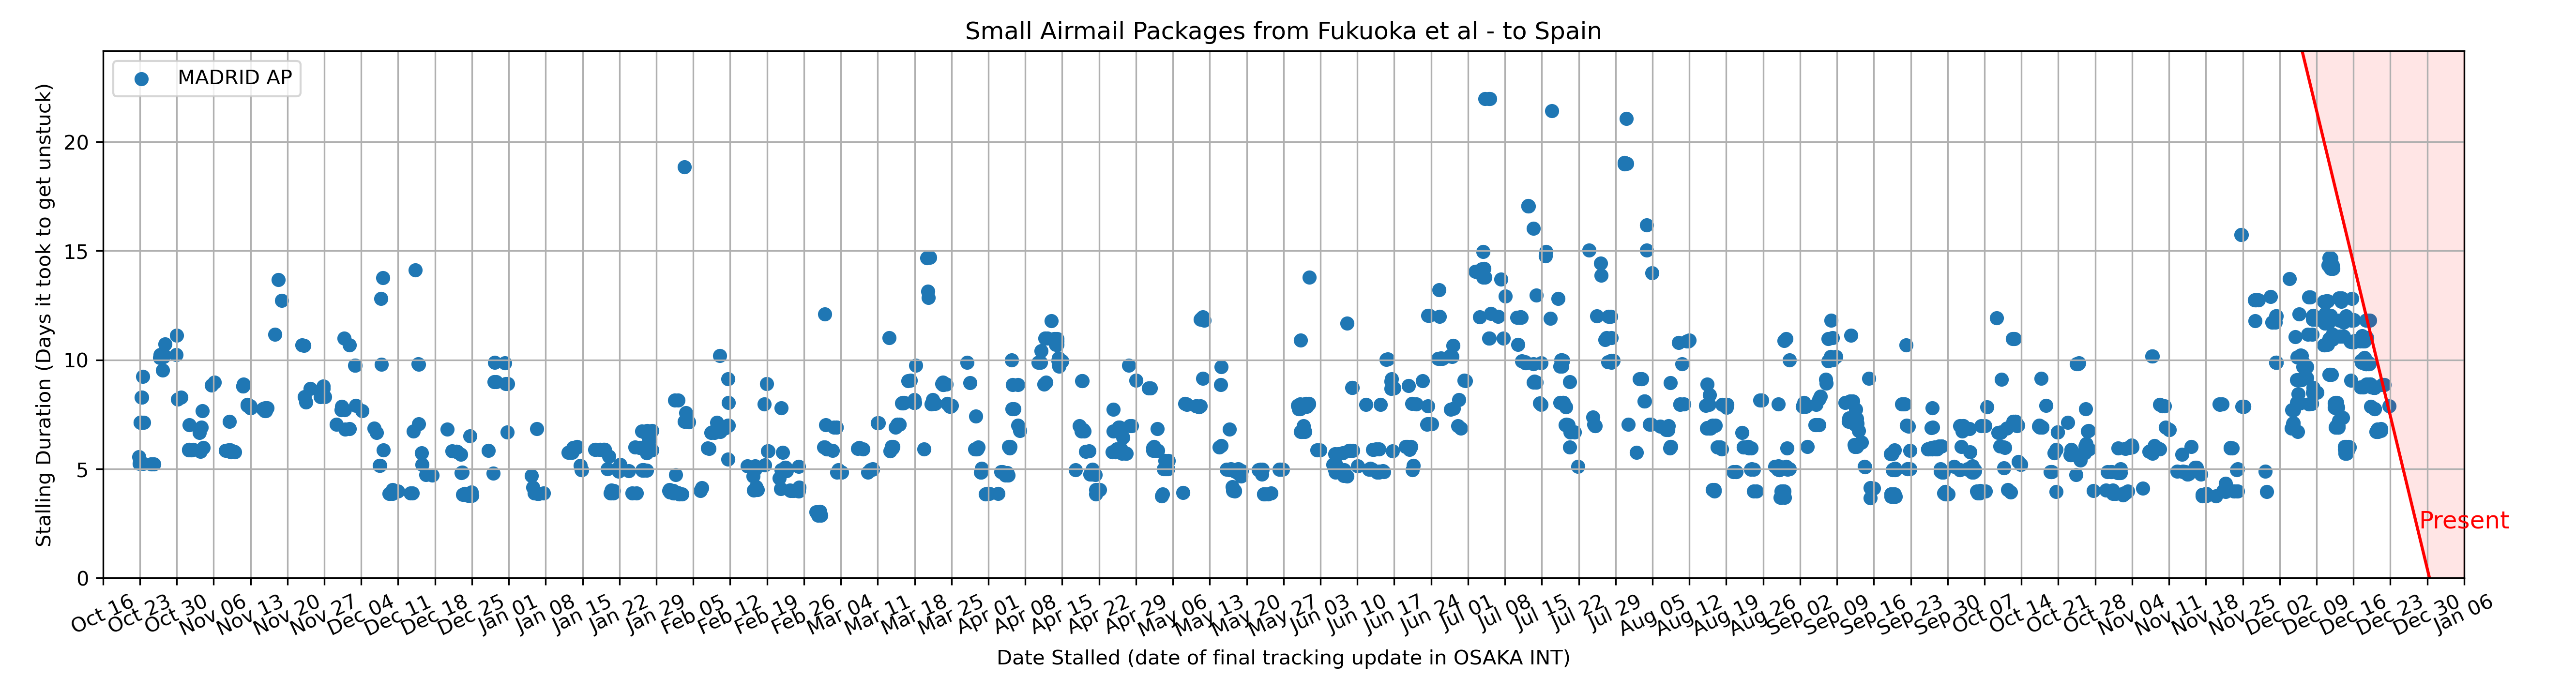 Small Airmail Packages from Fukuoka et al - to Spain
MADRID AP
Stalling Duration (Days it took to get unstuck)
20
15
10
5
0
Present
Oct 16
Oct 23
Oct 30
Nov 06
Nov 13
Nov 20
Nov 27
Dec 04
Dec 11
Dec 18
Dec 25
Jan 01
Jan 08
Jan 15
Jan 22
Jan 29
Feb 05
Feb 12
Feb 19
Feb 26
Mar 04
Mar 11
Mar 18
Mar 25
Apr 01
Apr 08
Apr 15
Apr 22
Apr 29
May 06
May 13
May 20
May 27
Jun 03
Jun 10
Jun 17
Jun 24
Jul 01
Jul 08
Jul 15
Jul 22
Jul 29
Aug 05
Aug 12
Aug 19
Aug 26
Sep 02
Sep 09
Sep 16
Sep 23
Sep 30
Oct 07
Oct 14
Oct 21
Oct 28
Nov 04
Nov 11
Nov 18
Nov 25
Dec 02
Dec 09
Dec 16
Dec 23
Dec 30
Jan 06
Date Stalled (date of final tracking update in OSAKA INT)